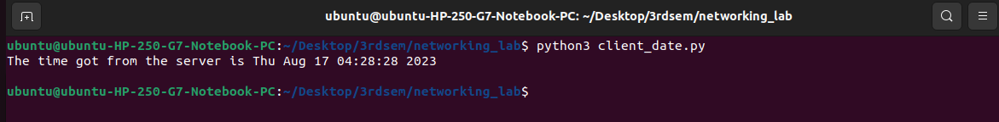 ubuntu@ubuntu-HP-250-G7-Notebook-PC: ~/Desktop/3rdsem/networking_lab
ubuntu@ubuntu-HP-250-G7-Notebook-PC:~/Desktop/3rdsem/networking_lab$ python3 client_date.py
The time got from the server is Thu Aug 17 04:28:28 2023
ubuntu@ubuntu-HP-250-G7-Notebook-PC:~/Desktop/3rdsem/networking_lab$